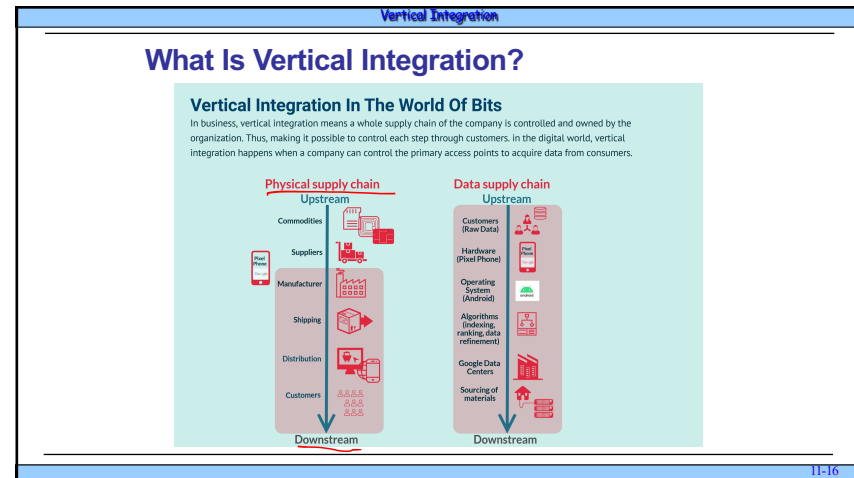 Vertical Integration
What Is Vertical Integration?
Vertical Integration In The World Of Bits
In business, vertical integration means a whole supply chain of the company is controlled and owned by the
organization. Thus, making it possible to control each step through customers. in the digital world, vertical
integration happens when a company can control the primary access points to acquire data from consumers.
Physical supply chain
Upstream
Commodities
Suppliers
Pixel
Phone
Google
Manufacturer
Shipping
Distribution
Customers
Downstream
Data supply chain
Upstream
Customers
(Raw Data)
Hardware
(Pixel Phone)
Pixel
Phone
Google
Operating
System
(Android)
android
Algorithms
(indexing,
ranking, data
refinement)
Google Data
Centers
Sourcing of
materials
Downstream
11-16